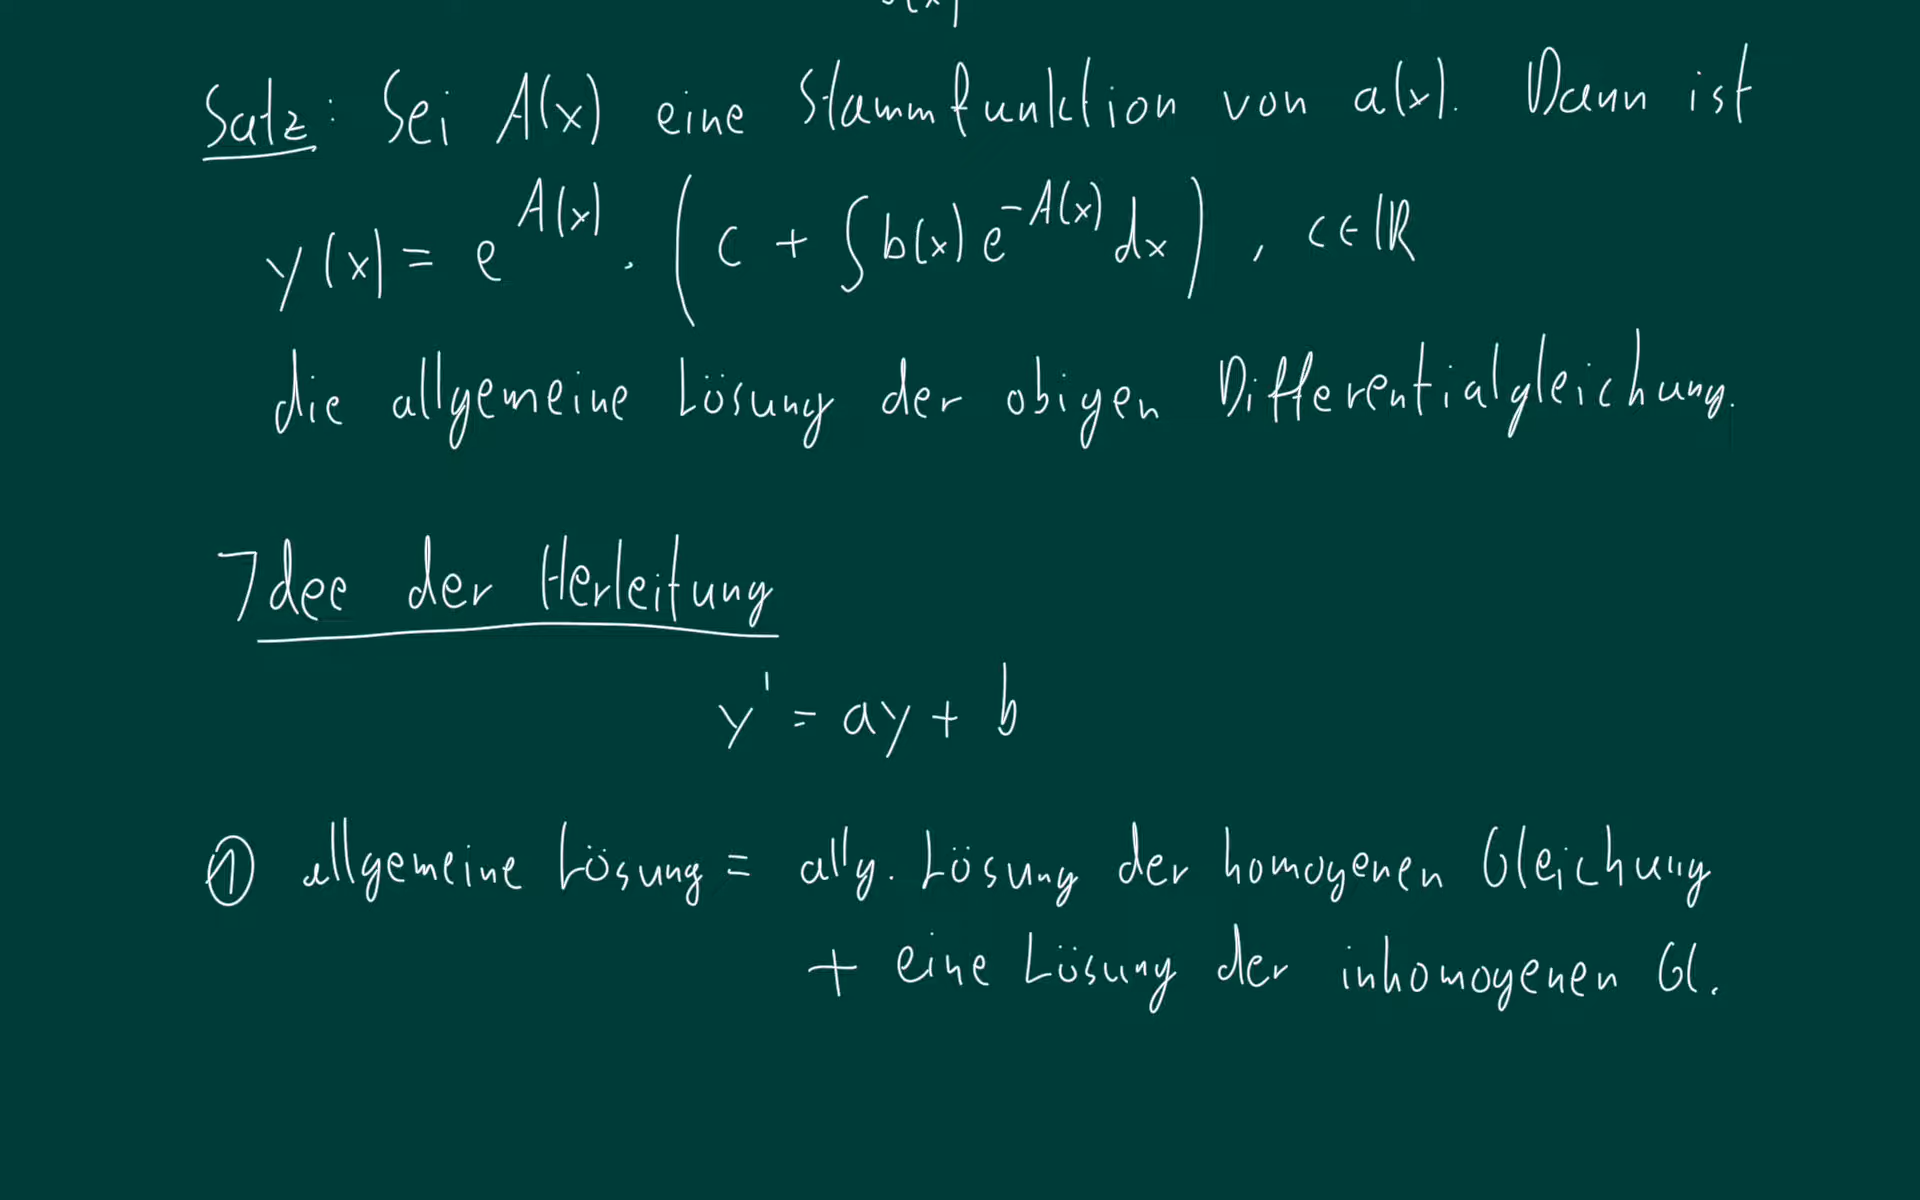 Satz: Sei A(x) eine Stammfunktion von a(x). Dann ist
y(x) = e^A(x) · (c + ∫b(x) e^-A(x) dx) , c∈ℝ
die allgemeine Lösung der obigen Differentialgleichung.
Idee der Herleitung
y' = ay + b
① allgemeine Lösung = allg. Lösung der homogenen Gleichung
+ eine Lösung der inhomogenen Gl.